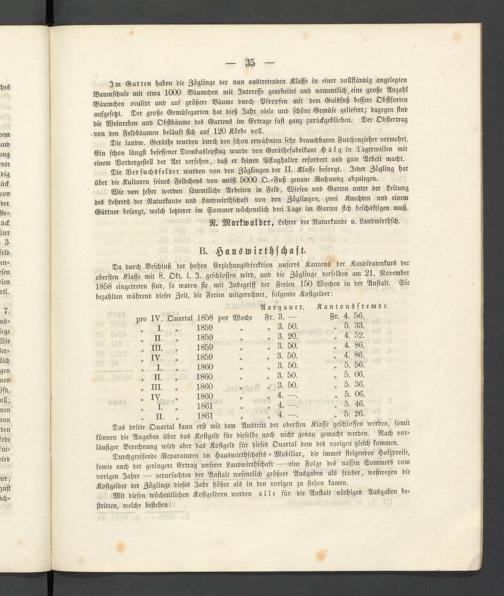 — 35 —
Im Garten haben die Zöglinge der nun austretenden Klasse in einer vollständig angelegten
Baumschule mit etwa 1000 Bäumchen mit Interesse gearbeitet und namentlich eine große Anzahl
Bäumchen oculirt und auf größere Bäume durch Pfropfen mit dem Gaisfuß bessere Obstsorten
aufgesetzt. Der große Gemüsegarten hat dieß Jahr viele und schöne Gemüse geliefert; dagegen sind
die Weinreben und Obstbäume des Gartens im Ertrage fast ganz zurückgeblieben. Der Obstertrag
von den Feldbäumen beläuft sich auf 120 Körbe voll.
Die landw. Geräthe wurden durch den schon erwähnten sehr brauchbaren Furchenzieher vermehrt.
Ein schon längst besessener Dombaslepflug wurde von Geräthsfabrikant Hälg in Tägerweilen mit
einem Vordergestell der Art versehen, daß er keinen Pflughalter erfordert und gute Arbeit macht.
Die Versuchsfelder wurden von den Zöglingen der II. Klasse besorgt. Jeder Zögling hat
über die Kulturen seines Feldchens von meist 5000 O.-Fuß genau Rechnung abzulegen.
Wie von jeher wurden sämmtliche Arbeiten in Feld, Wiesen und Garten unter der Leitung
des Lehrers der Naturkunde und Landwirthschaft von den Zöglingen, zwei Knechten und einem
Gärtner besorgt, welch letzterer im Sommer wöchentlich drei Tage im Garten sich beschäftigen muß.
R. Markwalder, Lehrer der Naturkunde u. Landwirthsch.
B. Hauswirthschaft.
Da durch Beschluß der hohen Erziehungsdirektion unseres Kantons der Kandidatenkurs der
obersten Klasse mit 8. Okt. l. J. geschlossen wird, und die Zöglinge derselben am 21. November
1858 eingetreten sind, so waren sie mit Inbegriff der Ferien 150 Wochen in der Anstalt. Sie
bezahlten während dieser Zeit, die Ferien mitgerechnet, folgende Kostgelder:
Aargauer. Kantonsfremde.
pro IV. Quartal 1858 per Woche Fr. 3. — Fr. 4. 56.
" I. " 1859 " " 3. 50. " 5. 33.
" II. " 1859 " " 3. 20. " 4. 52.
" III. " 1859 " " 3. 50. " 4. 86.
" IV. " 1859 " " 3. 50. " 4. 86.
" I. " 1860 " " 3. 50. " 5. 56.
" II. " 1860 " " 3. 50. " 5. 06.
" III. " 1860 " " 3. 50. " 5. 36.
" IV. " 1860 " " 4. —. " 5. 06.
" I. " 1861 " " 4. —. " 5. 46.
" II. " 1861 " " 4. —. " 5. 26.
Das dritte Quartal kann erst mit dem Austritt der obersten Klasse geschlossen werden, somit
können die Angaben über das Kostgeld für dieselbe noch nicht genau gemacht werden. Nach vor-
läufiger Berechnung wird aber das Kostgeld für dieses Quartal dem des vorigen gleich kommen.
Durchgreifende Reparaturen im Hauswirthschafts-Mobiliar, die immer steigenden Holzpreise,
sowie auch der geringere Ertrag unserer Landwirthschaft — eine Folge des nassen Sommers vom
vorigen Jahre — verursachten der Anstalt wesentlich größere Ausgaben als früher, weßwegen die
Kostgelder der Zöglinge dieses Jahr höher als in den vorigen zu stehen kamen.
Mit diesen wöchentlichen Kostgeldern werden alle für die Anstalt nöthigen Ausgaben be-
stritten, welche bestehen: